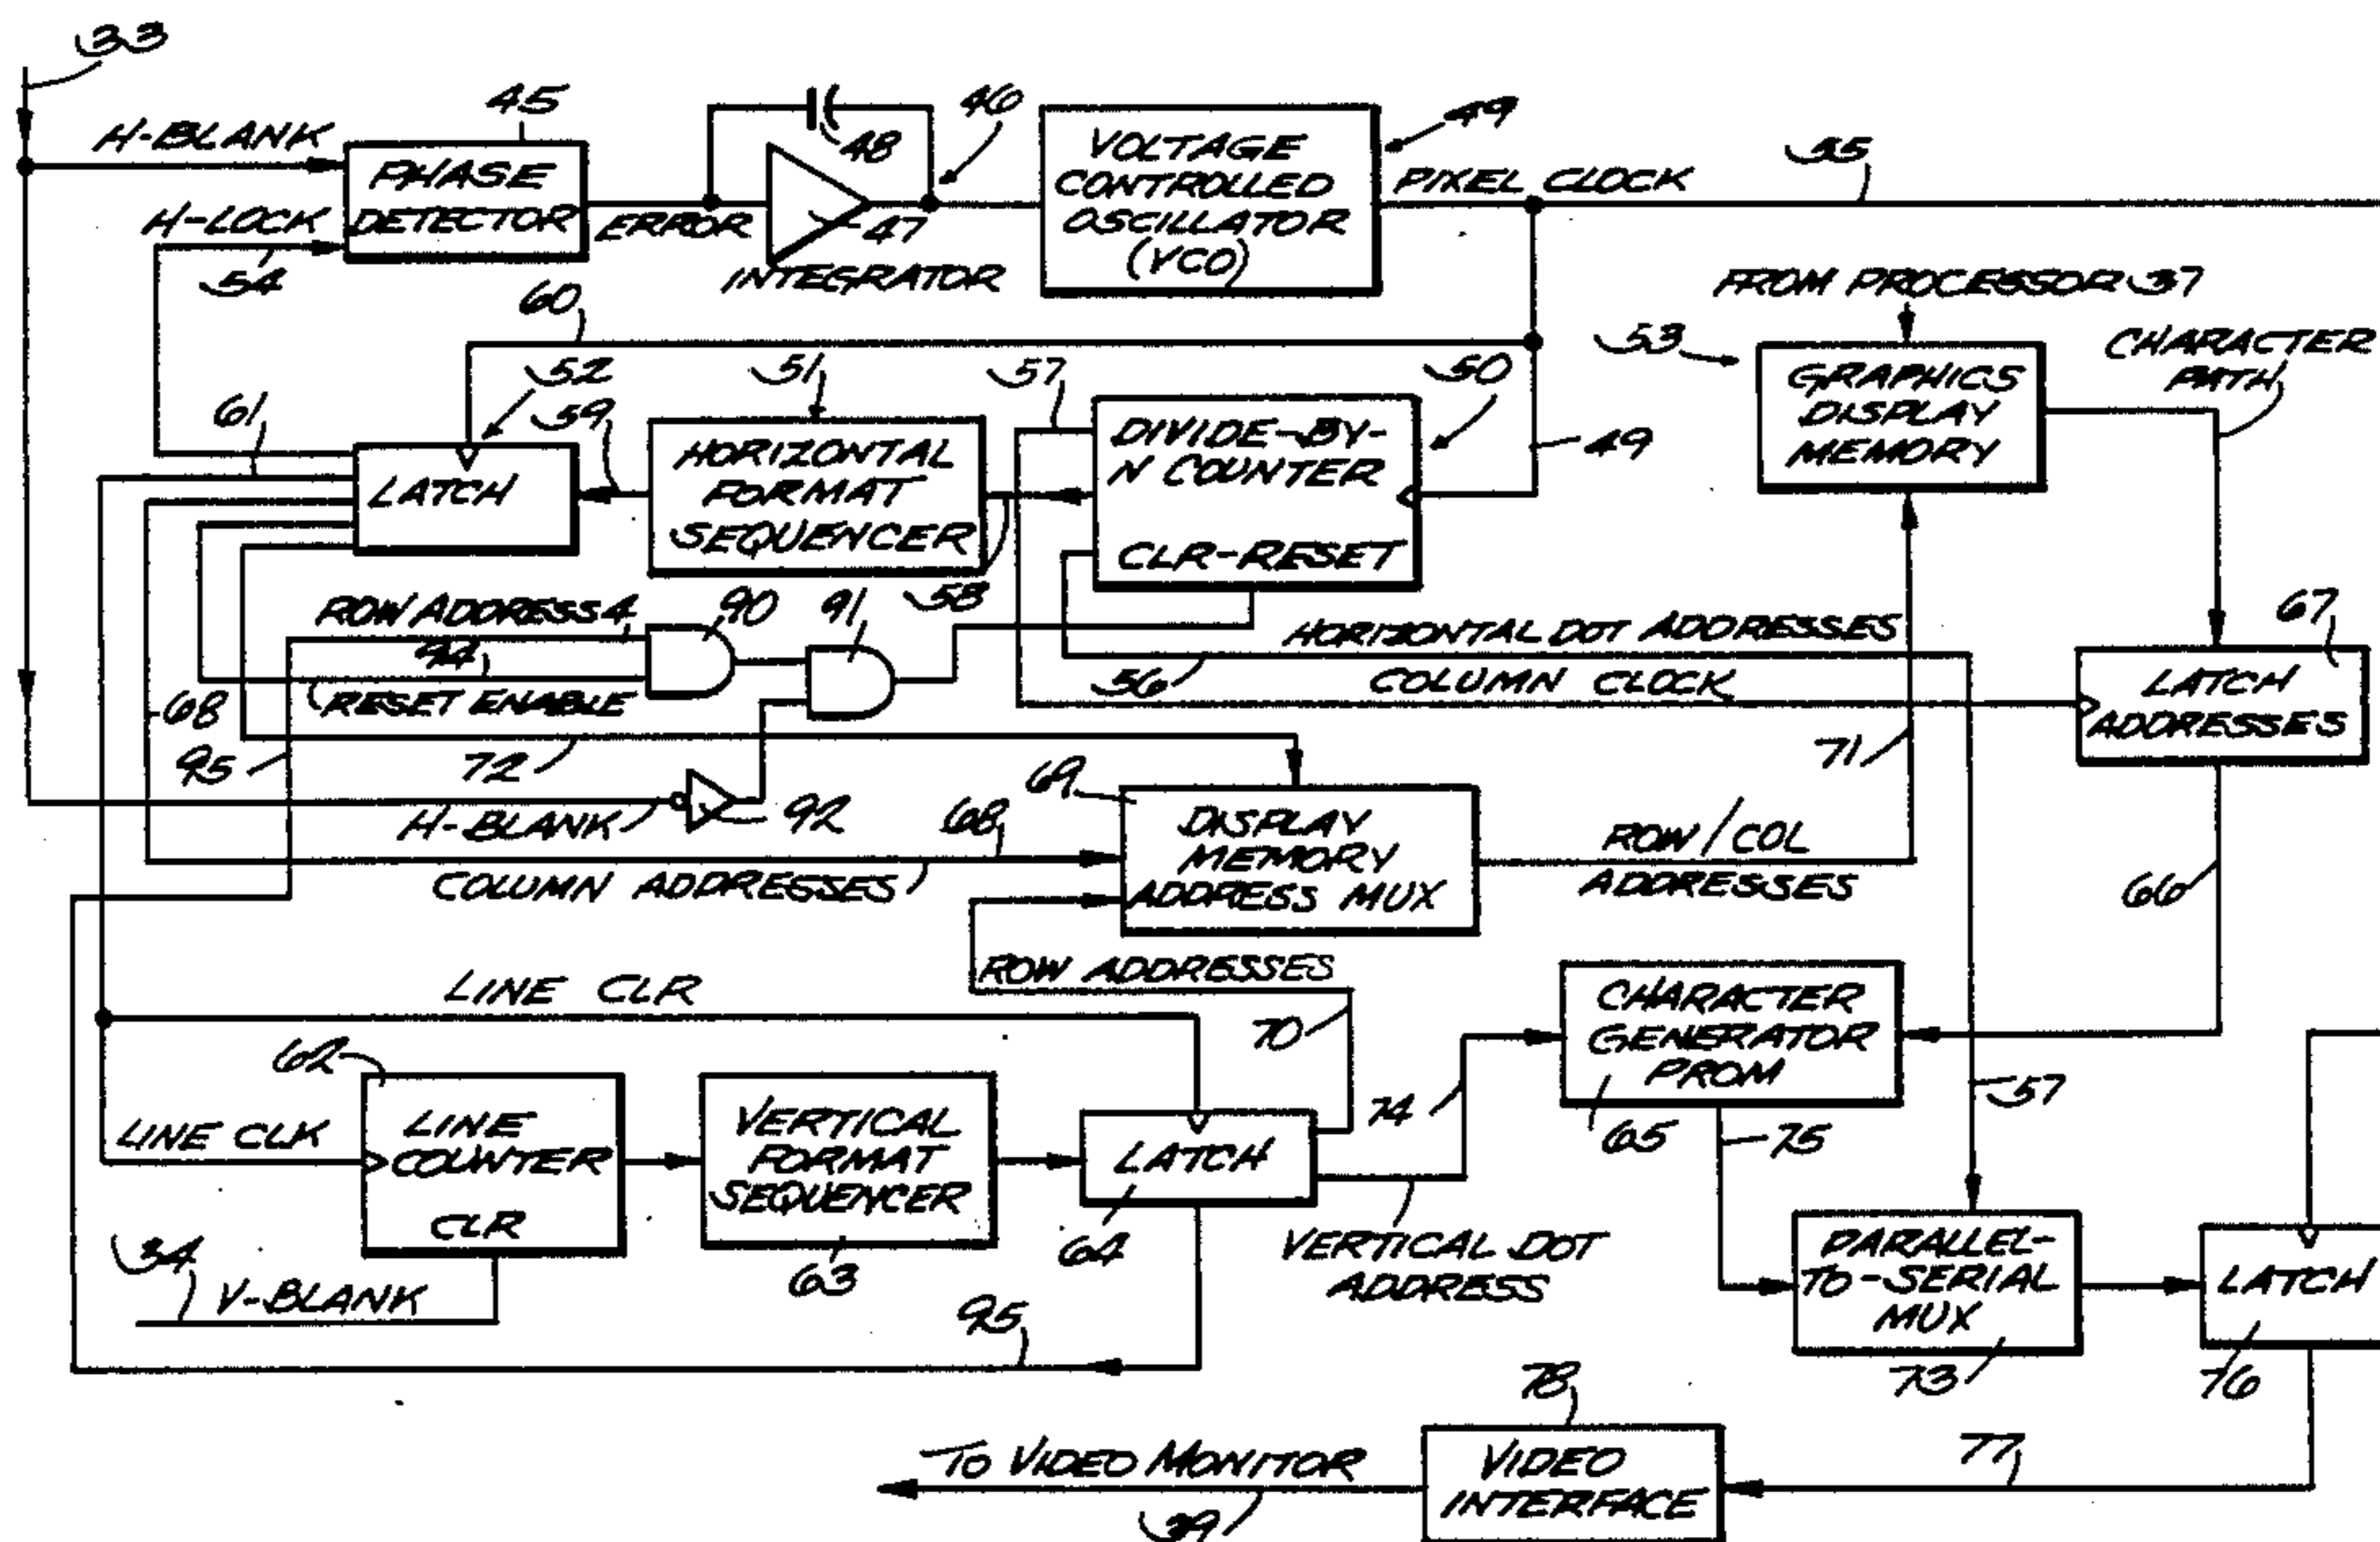 33
H-BLANK
45
PHASE
DETECTOR
H-LOCK
54
ERROR
48
46
47
INTEGRATOR
VOLTAGE
CONTROLLED
OSCILLATOR
(VCO)
49
PIXEL CLOCK
55
60
FROM PROCESSOR 37
53
GRAPHICS
DISPLAY
MEMORY
CHARACTER
PATH
61
52
59
LATCH
51
HORIZONTAL
FORMAT
SEQUENCER
58
57
50
DIVIDE-BY-
N COUNTER
CLR-RESET
49
ROW ADDRESS 4
90
91
94
RESET ENABLE
HORIZONTAL DOT ADDRESSES
56
COLUMN CLOCK
67
LATCH
ADDRESSES
68
95
72
71
H-BLANK
92
69
68
COLUMN ADDRESSES
DISPLAY
MEMORY
ADDRESS MUX
ROW/COL
ADDRESSES
66
LINE CLR
ROW ADDRESSES
70
CHARACTER
GENERATOR
PROM
65
75
57
62
LINE CLK
LINE
COUNTER
CLR
VERTICAL
FORMAT
SEQUENCER
63
LATCH
64
74
VERTICAL DOT
ADDRESS
34
V-BLANK
95
PARALLEL-
TO-SERIAL
MUX
73
LATCH
76
78
TO VIDEO MONITOR
39
VIDEO
INTERFACE
77